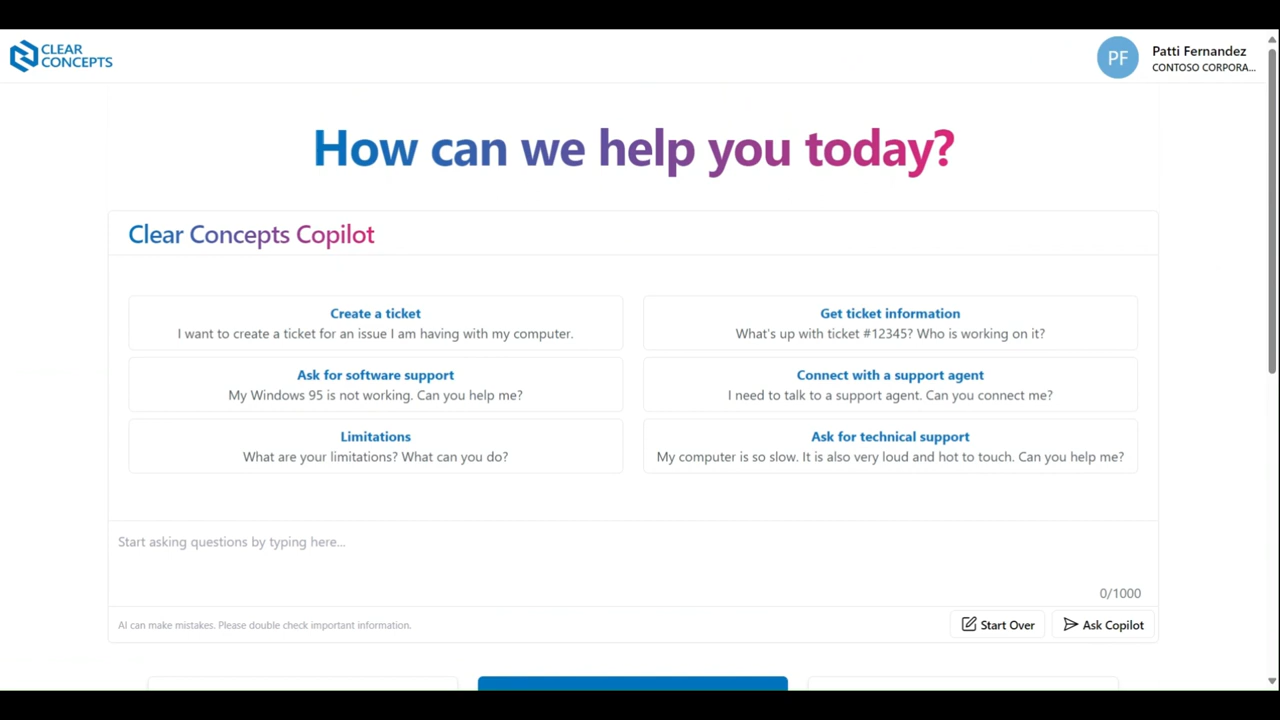 CLEAR
CONCEPTS
PF
Patti Fernandez
CONTOSO CORPORA...
How can we help you today?
Clear Concepts Copilot
Create a ticket
I want to create a ticket for an issue I am having with my computer.
Get ticket information
What's up with ticket #12345? Who is working on it?
Ask for software support
My Windows 95 is not working. Can you help me?
Connect with a support agent
I need to talk to a support agent. Can you connect me?
Limitations
What are your limitations? What can you do?
Ask for technical support
My computer is so slow. It is also very loud and hot to touch. Can you help me?
Start asking questions by typing here...
0/1000
AI can make mistakes. Please double check important information.
Start Over
Ask Copilot